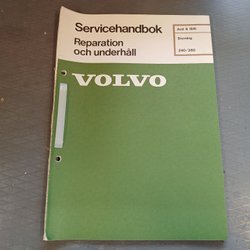 Servicehandbok
Reparation
och underhåll
Avd 6 (64)
Styrning
240/260
VOLVO